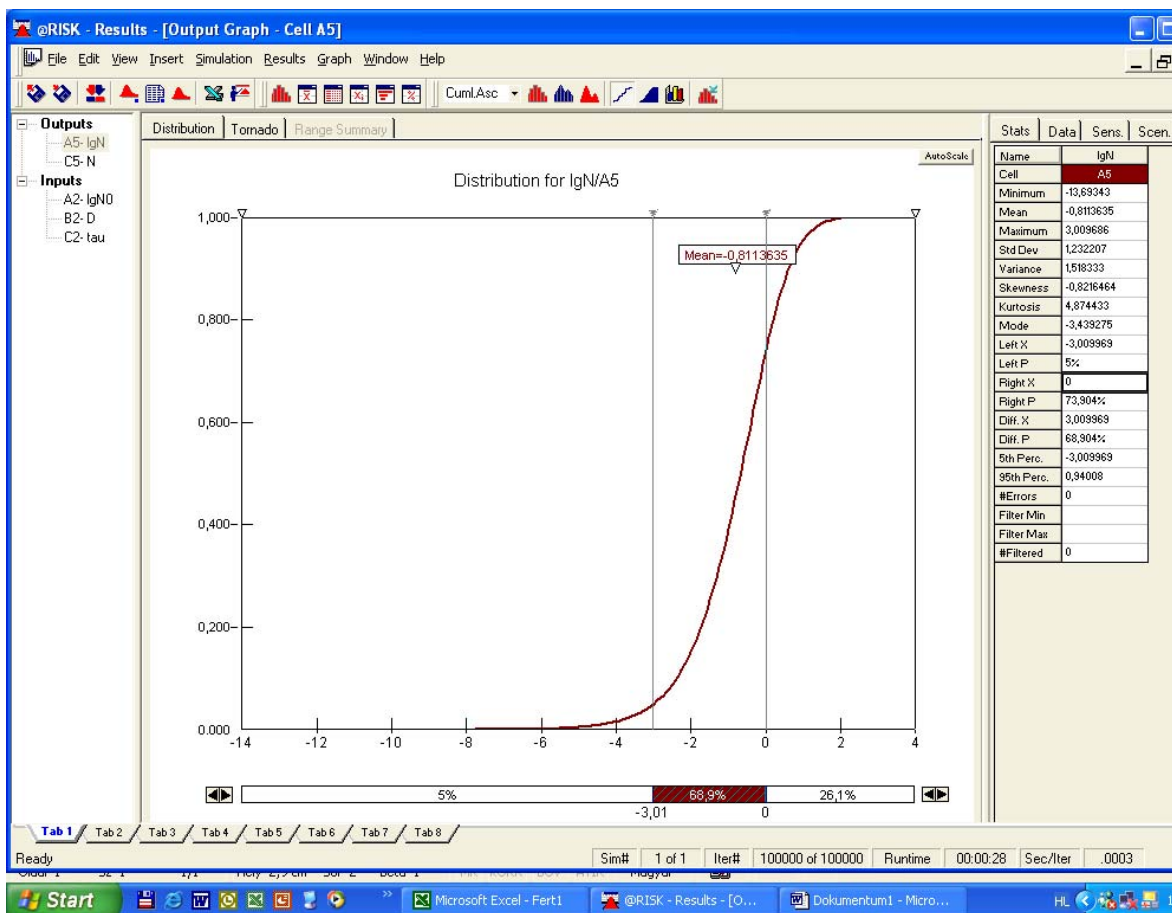 @RISK - Results - [Output Graph - Cell A5]
File Edit View Insert Simulation Results Graph Window Help
Cuml.Asc
Outputs
A5- lgN
C5- N
Inputs
A2- lgN0
B2- D
C2- tau
Distribution Tornado Range Summary
AutoScale
Distribution for lgN/A5
Mean=-0,8113635
1,000
0,800
0,600
0,400
0,200
0.000
-14 -12 -10 -8 -6 -4 -2 0 2 4
5% 68,9% 26,1%
-3,01 0
Stats Data Sens. Scen.
Name lgN
Cell A5
Minimum -13,69343
Mean -0,8113635
Maximum 3,009686
Std Dev 1,232207
Variance 1,518333
Skewness -0,8216464
Kurtosis 4,874433
Mode -3,439275
Left X -3,009969
Left P 5%
Right X 0
Right P 73,904%
Diff. X 3,009969
Diff. P 68,904%
5th Perc. -3,009969
95th Perc. 0,94008
#Errors 0
Filter Min
Filter Max
#Filtered 0
Tab 1 Tab 2 Tab 3 Tab 4 Tab 5 Tab 6 Tab 7 Tab 8
Ready Sim# 1 of 1 Iter# 100000 of 100000 Runtime 00:00:28 Sec/Iter .0003
Start Microsoft Excel - Fert1 @RISK - Results - [O... Dokumentum1 - Micro... HL